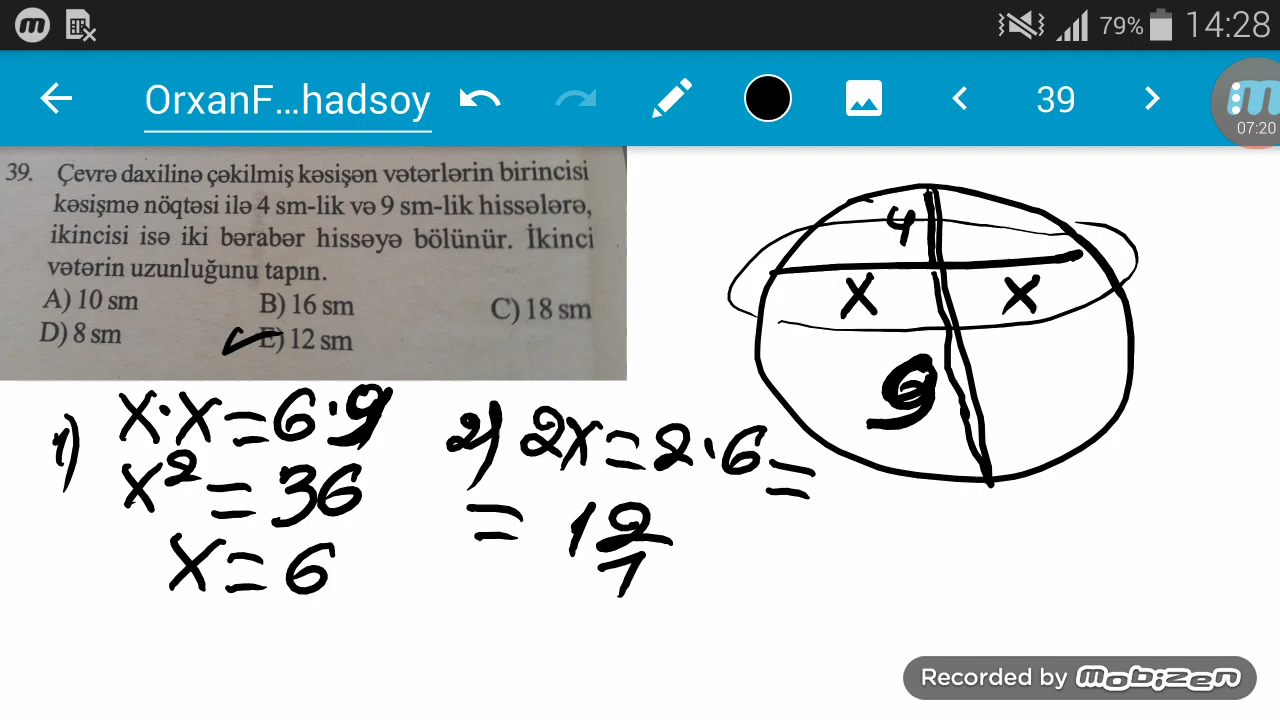 79% 14:28
OrxanF...hadsoy 39
07:20
39. Çevrə daxilinə çəkilmiş kəsişən vətərlərin birincisi
kəsişmə nöqtəsi ilə 4 sm-lik və 9 sm-lik hissələrə,
ikincisi isə iki bərabər hissəyə bölünür. İkinci
vətərin uzunluğunu tapın.
A) 10 sm B) 16 sm C) 18 sm
D) 8 sm E) 12 sm
4
x x
9
1) x·x=6·9
x²=36
x=6
2) 2x=2·6=
=12
Recorded by mobizen